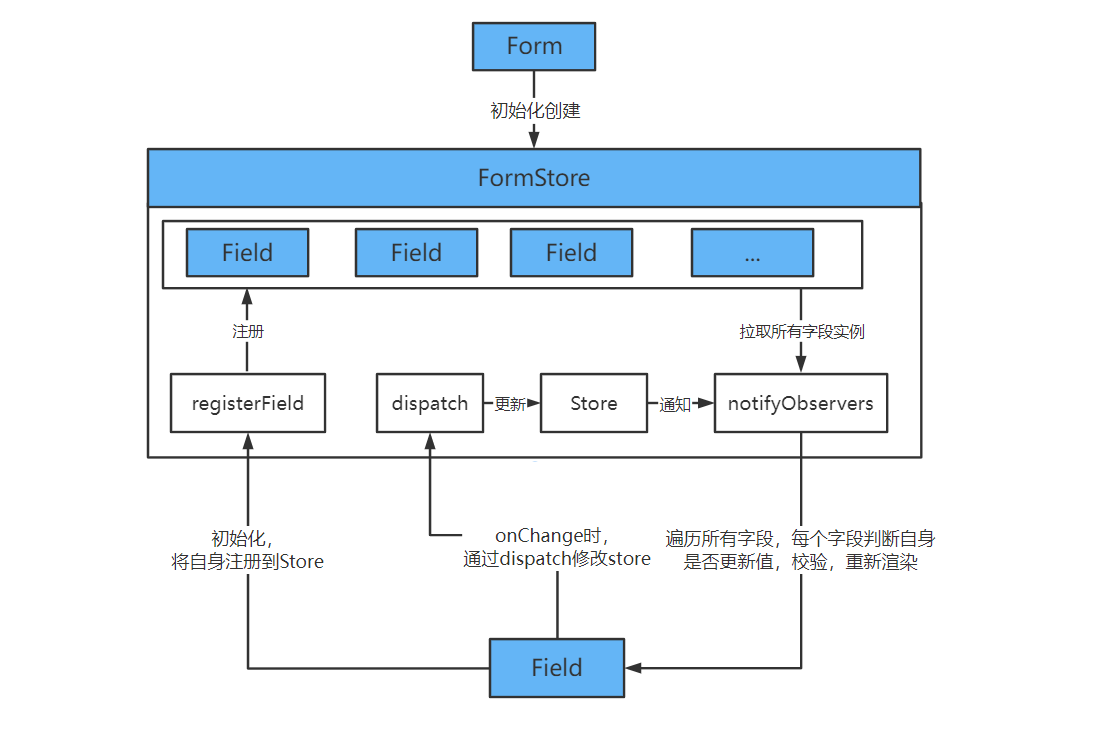 Form
初始化创建
FormStore
Field
Field
Field
...
注册
拉取所有字段实例
registerField
dispatch
更新
Store
通知
notifyObservers
初始化，
将自身注册到Store
onChange时，
通过dispatch修改store
遍历所有字段，每个字段判断自身
是否更新值，校验，重新渲染
Field